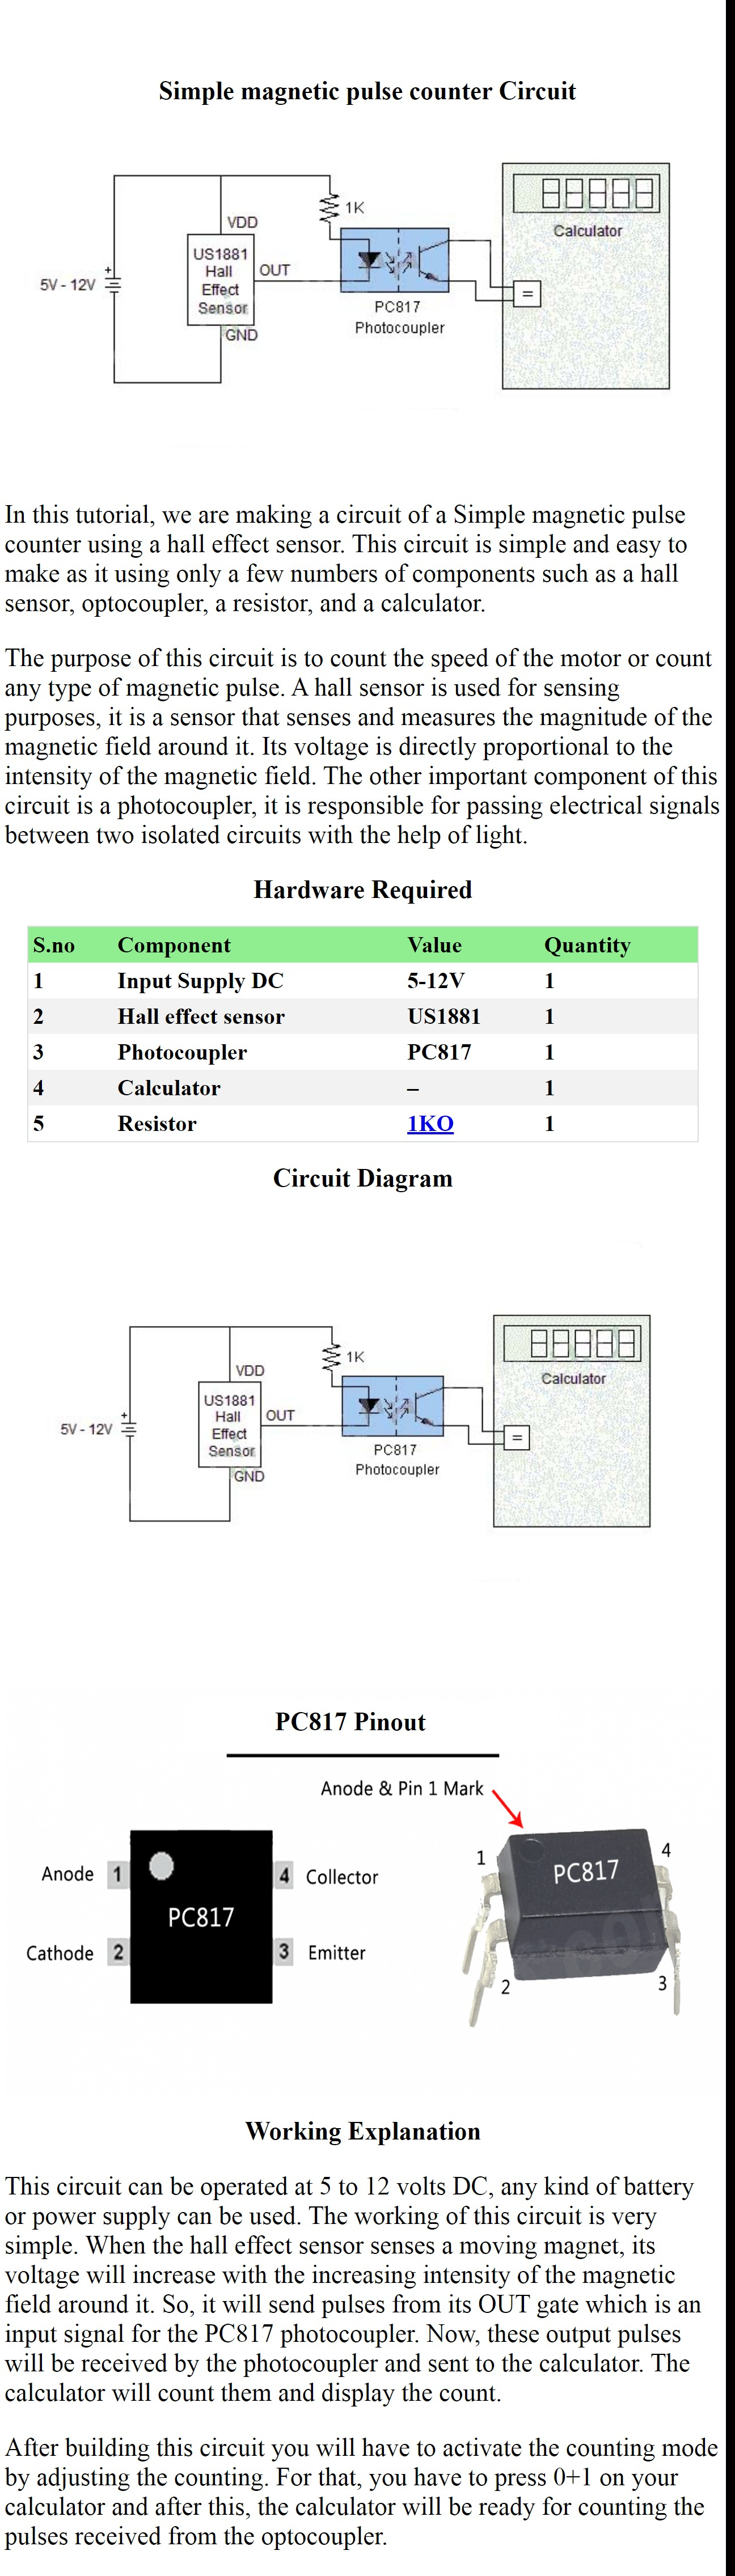 Simple magnetic pulse counter Circuit
1K
VDD
Calculator
US1881
Hall
Effect
Sensor
OUT
5V - 12V
+
=
PC817
Photocoupler
GND
In this tutorial, we are making a circuit of a Simple magnetic pulse
counter using a hall effect sensor. This circuit is simple and easy to
make as it using only a few numbers of components such as a hall
sensor, optocoupler, a resistor, and a calculator.
The purpose of this circuit is to count the speed of the motor or count
any type of magnetic pulse. A hall sensor is used for sensing
purposes, it is a sensor that senses and measures the magnitude of the
magnetic field around it. Its voltage is directly proportional to the
intensity of the magnetic field. The other important component of this
circuit is a photocoupler, it is responsible for passing electrical signals
between two isolated circuits with the help of light.
Hardware Required
S.no Component Value Quantity
1 Input Supply DC 5-12V 1
2 Hall effect sensor US1881 1
3 Photocoupler PC817 1
4 Calculator – 1
5 Resistor 1KO 1
Circuit Diagram
1K
VDD
Calculator
US1881
Hall
Effect
Sensor
OUT
5V - 12V
+
=
PC817
Photocoupler
GND
PC817 Pinout
Anode & Pin 1 Mark
Anode 1
4 Collector
PC817
Cathode 2
3 Emitter
1
4
PC817
2
3
Working Explanation
This circuit can be operated at 5 to 12 volts DC, any kind of battery
or power supply can be used. The working of this circuit is very
simple. When the hall effect sensor senses a moving magnet, its
voltage will increase with the increasing intensity of the magnetic
field around it. So, it will send pulses from its OUT gate which is an
input signal for the PC817 photocoupler. Now, these output pulses
will be received by the photocoupler and sent to the calculator. The
calculator will count them and display the count.
After building this circuit you will have to activate the counting mode
by adjusting the counting. For that, you have to press 0+1 on your
calculator and after this, the calculator will be ready for counting the
pulses received from the optocoupler.